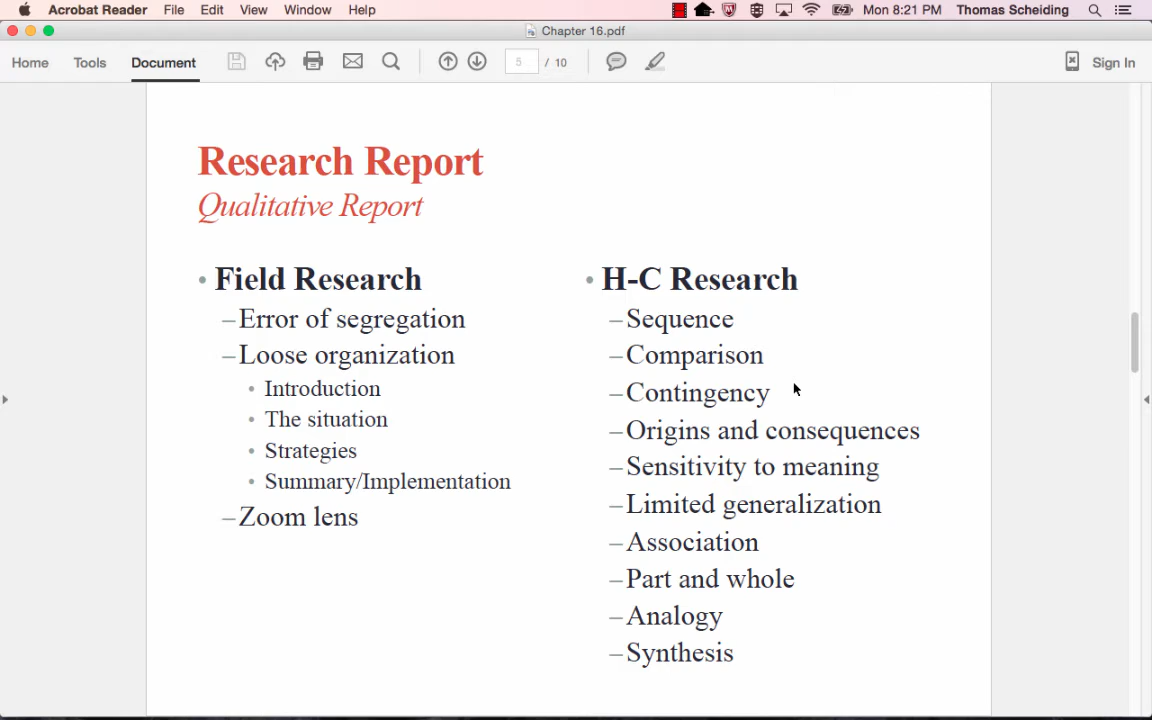 Acrobat Reader File Edit View Window Help Mon 8:21 PM Thomas Scheiding
Chapter 16.pdf
Home Tools Document 5 / 10 Sign In
Research Report
Qualitative Report
• Field Research
–Error of segregation
–Loose organization
• Introduction
• The situation
• Strategies
• Summary/Implementation
–Zoom lens
• H-C Research
–Sequence
–Comparison
–Contingency
–Origins and consequences
–Sensitivity to meaning
–Limited generalization
–Association
–Part and whole
–Analogy
–Synthesis